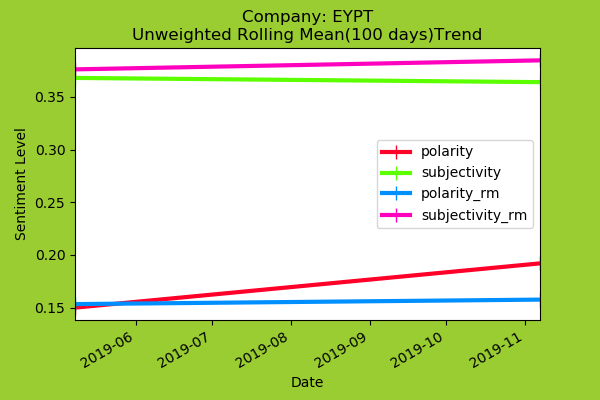 Company: EYPT
Unweighted Rolling Mean(100 days)Trend
Sentiment Level
0.35
0.30
0.25
0.20
0.15
polarity
subjectivity
polarity_rm
subjectivity_rm
2019-06
2019-07
2019-08
2019-09
2019-10
2019-11
Date